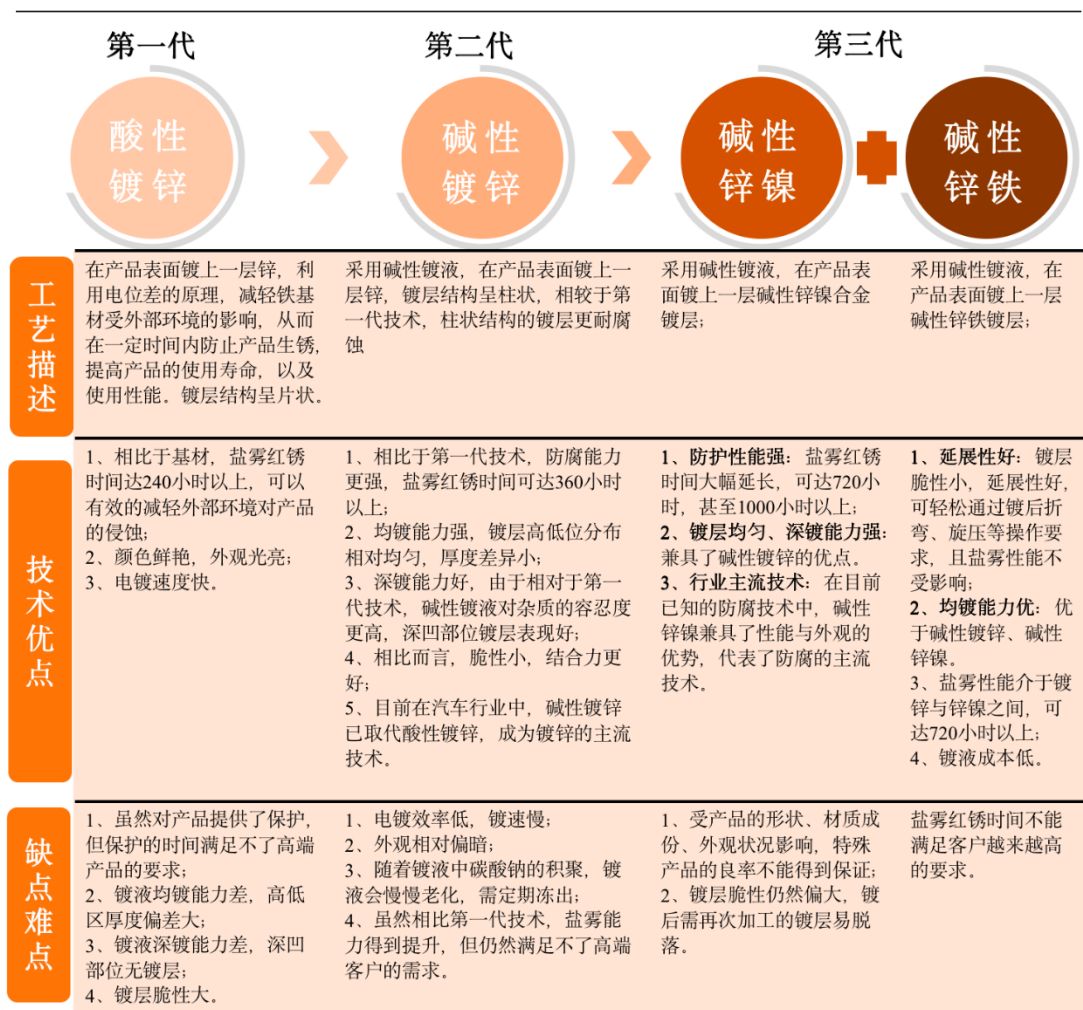 第一代
第二代
第三代
酸性
镀锌
碱性
镀锌
碱性
锌镍
碱性
锌铁
工艺描述
在产品表面镀上一层锌，利
用电位差的原理，减轻铁基
材受外部环境的影响，从而
在一定时间内防止产品生锈，
提高产品的使用寿命，以及
使用性能。镀层结构呈片状。
采用碱性镀液，在产品表面镀上一
层锌，镀层结构呈柱状，相较于第
一代技术，柱状结构的镀层更耐腐
蚀
采用碱性镀液，在产品表
面镀上一层碱性锌镍合金
镀层；
采用碱性镀液，在
产品表面镀上一层
碱性锌铁镀层；
技术优点
1、相比于基材，盐雾红锈
时间达240小时以上，可以
有效的减轻外部环境对产品
的侵蚀；
2、颜色鲜艳，外观光亮；
3、电镀速度快。
1、相比于第一代技术，防腐能力
更强，盐雾红锈时间可达360小时
以上；
2、均镀能力强，镀层高低位分布
相对均匀，厚度差异小；
3、深镀能力好，由于相对于第一
代技术，碱性镀液对杂质的容忍度
更高，深凹部位镀层表现好；
4、相比而言，脆性小，结合力更
好；
5、目前在汽车行业中，碱性镀锌
已取代酸性镀锌，成为镀锌的主流
技术。
1、防护性能强：盐雾红锈
时间大幅延长，可达720小
时，甚至1000小时以上；
2、镀层均匀、深镀能力强：
兼具了碱性镀锌的优点。
3、行业主流技术：在目前
已知的防腐技术中，碱性
锌镍兼具了性能与外观的
优势，代表了防腐的主流
技术。
1、延展性好：镀层
脆性小，延展性好，
可轻松通过镀后折
弯、旋压等操作要
求，且盐雾性能不
受影响；
2、均镀能力优：优
于碱性镀锌、碱性
锌镍。
3、盐雾性能介于镀
锌与锌镍之间，可
达720小时以上；
4、镀液成本低。
缺点难点
1、虽然对产品提供了保护，
但保护的时间满足不了高端
产品的要求；
2、镀液均镀能力差，高低
区厚度偏差大；
3、镀液深镀能力差，深凹
部位无镀层；
4、镀层脆性大。
1、电镀效率低，镀速慢；
2、外观相对偏暗；
3、随着镀液中碳酸钠的积聚，镀
液会慢慢老化，需定期冻出；
4、虽然相比第一代技术，盐雾能
力得到提升，但仍然满足不了高端
客户的需求。
1、受产品的形状、材质成
份、外观状况影响，特殊
产品的良率不能得到保证；
2、镀层脆性仍然偏大，镀
后需再次加工的镀层易脱
落。
盐雾红锈时间不能
满足客户越来越高
的要求。